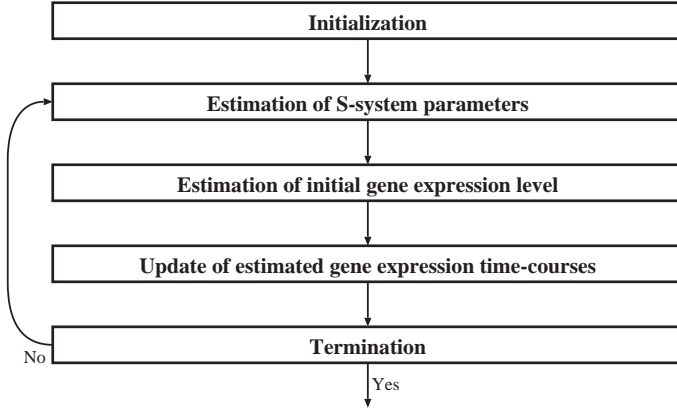 Initialization
Estimation of S-system parameters
Estimation of initial gene expression level
Update of estimated gene expression time-courses
Termination
No
Yes